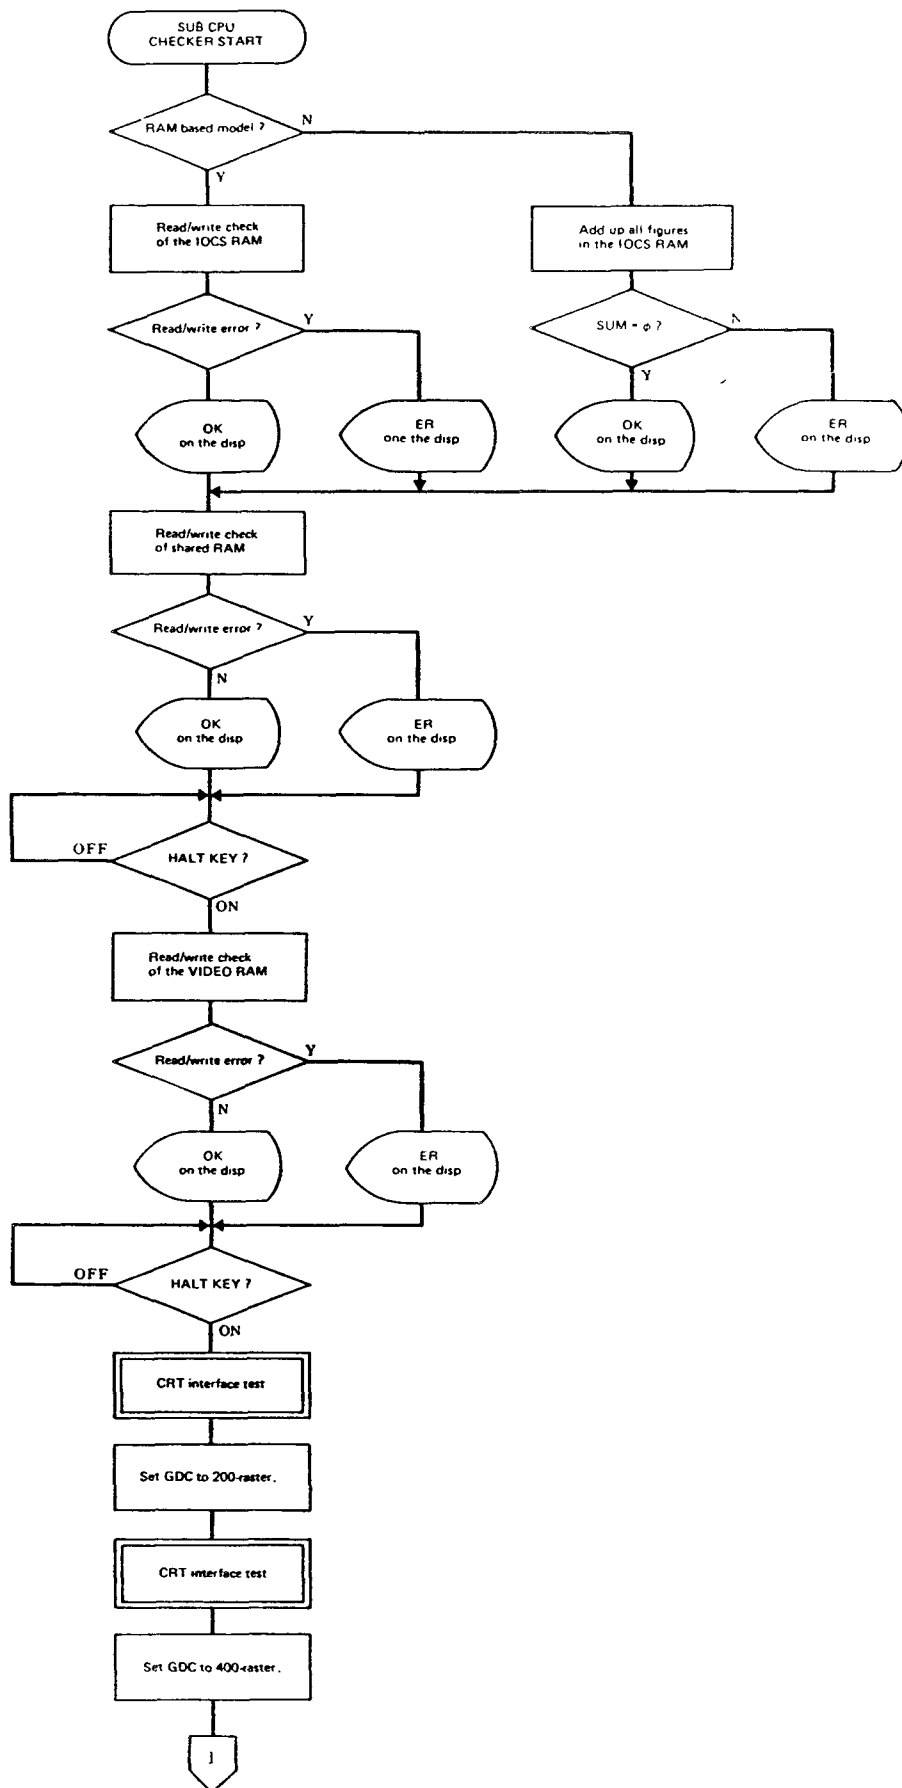 SUB CPU
CHECKER START
RAM based model ?
N
Y
Read/write check
of the IOCS RAM
Add up all figures
in the IOCS RAM
Read/write error ?
Y
SUM = φ ?
N
Y
OK
on the disp
ER
one the disp
OK
on the disp
ER
on the disp
Read/write check
of shared RAM
Read/write error ?
Y
N
OK
on the disp
ER
on the disp
OFF
HALT KEY ?
ON
Read/write check
of the VIDEO RAM
Read/write error ?
Y
N
OK
on the disp
ER
on the disp
OFF
HALT KEY ?
ON
CRT interface test
Set GDC to 200-raster.
CRT interface test
Set GDC to 400-raster.
1